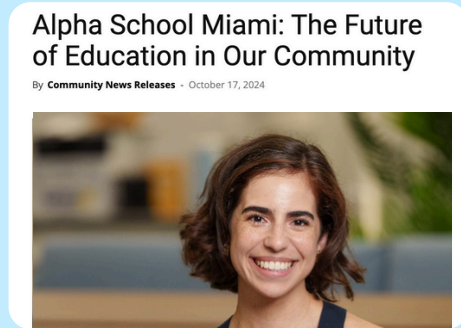 Alpha School Miami: The Future
of Education in Our Community
By Community News Releases - October 17, 2024